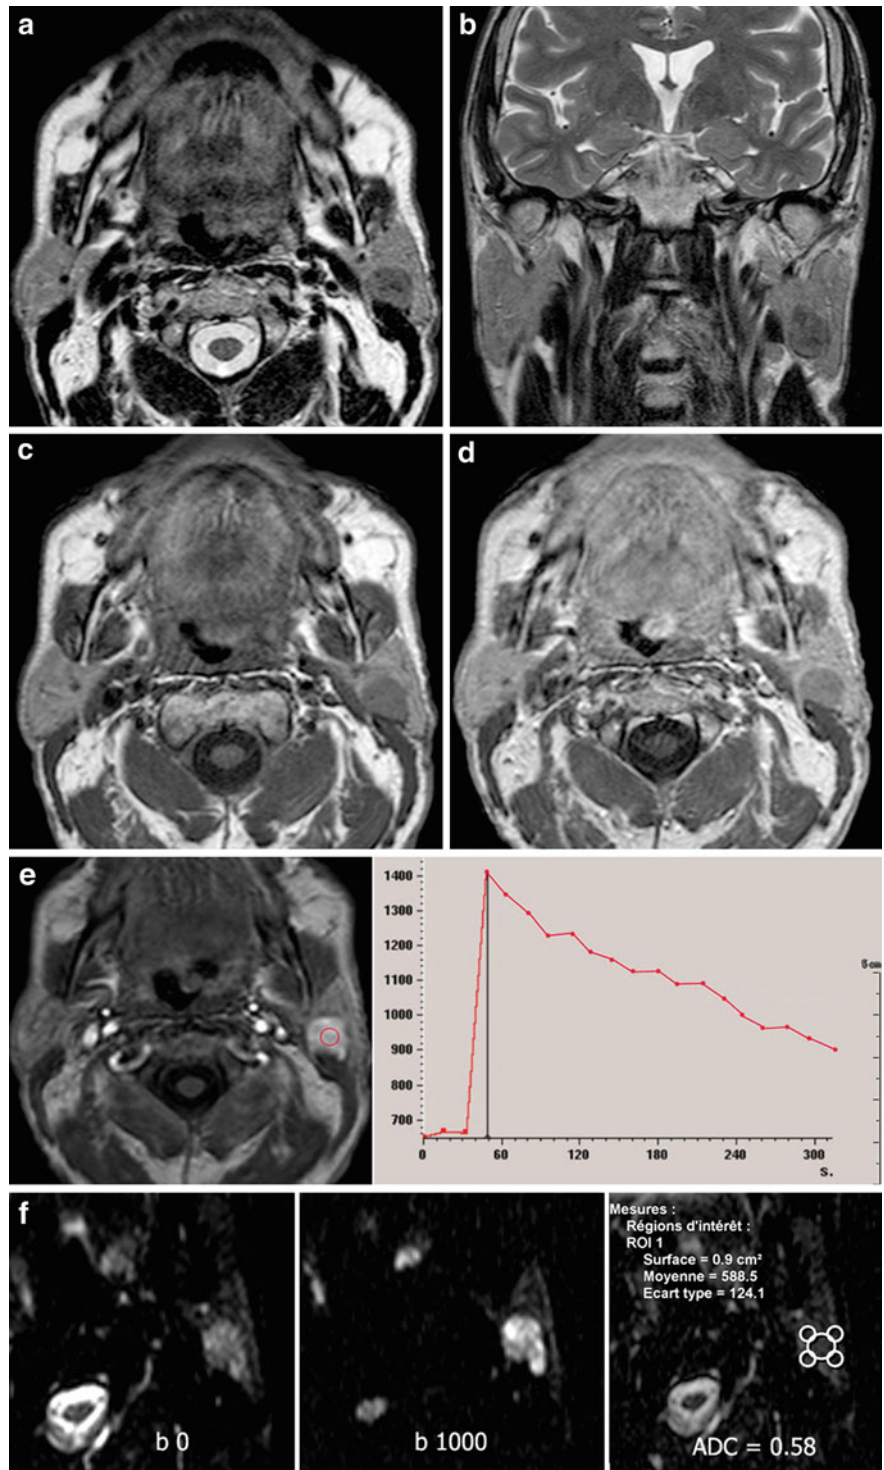 a
b
c
d
e
1400
1300
1200
1100
1000
900
800
700
0
60
120
180
240
300
s.
5cm
f
b 0
b 1000
Mesures :
Régions d'intérêt :
ROI 1
Surface = 0.9 cm²
Moyenne = 588.5
Ecart type = 124.1
ADC = 0.58